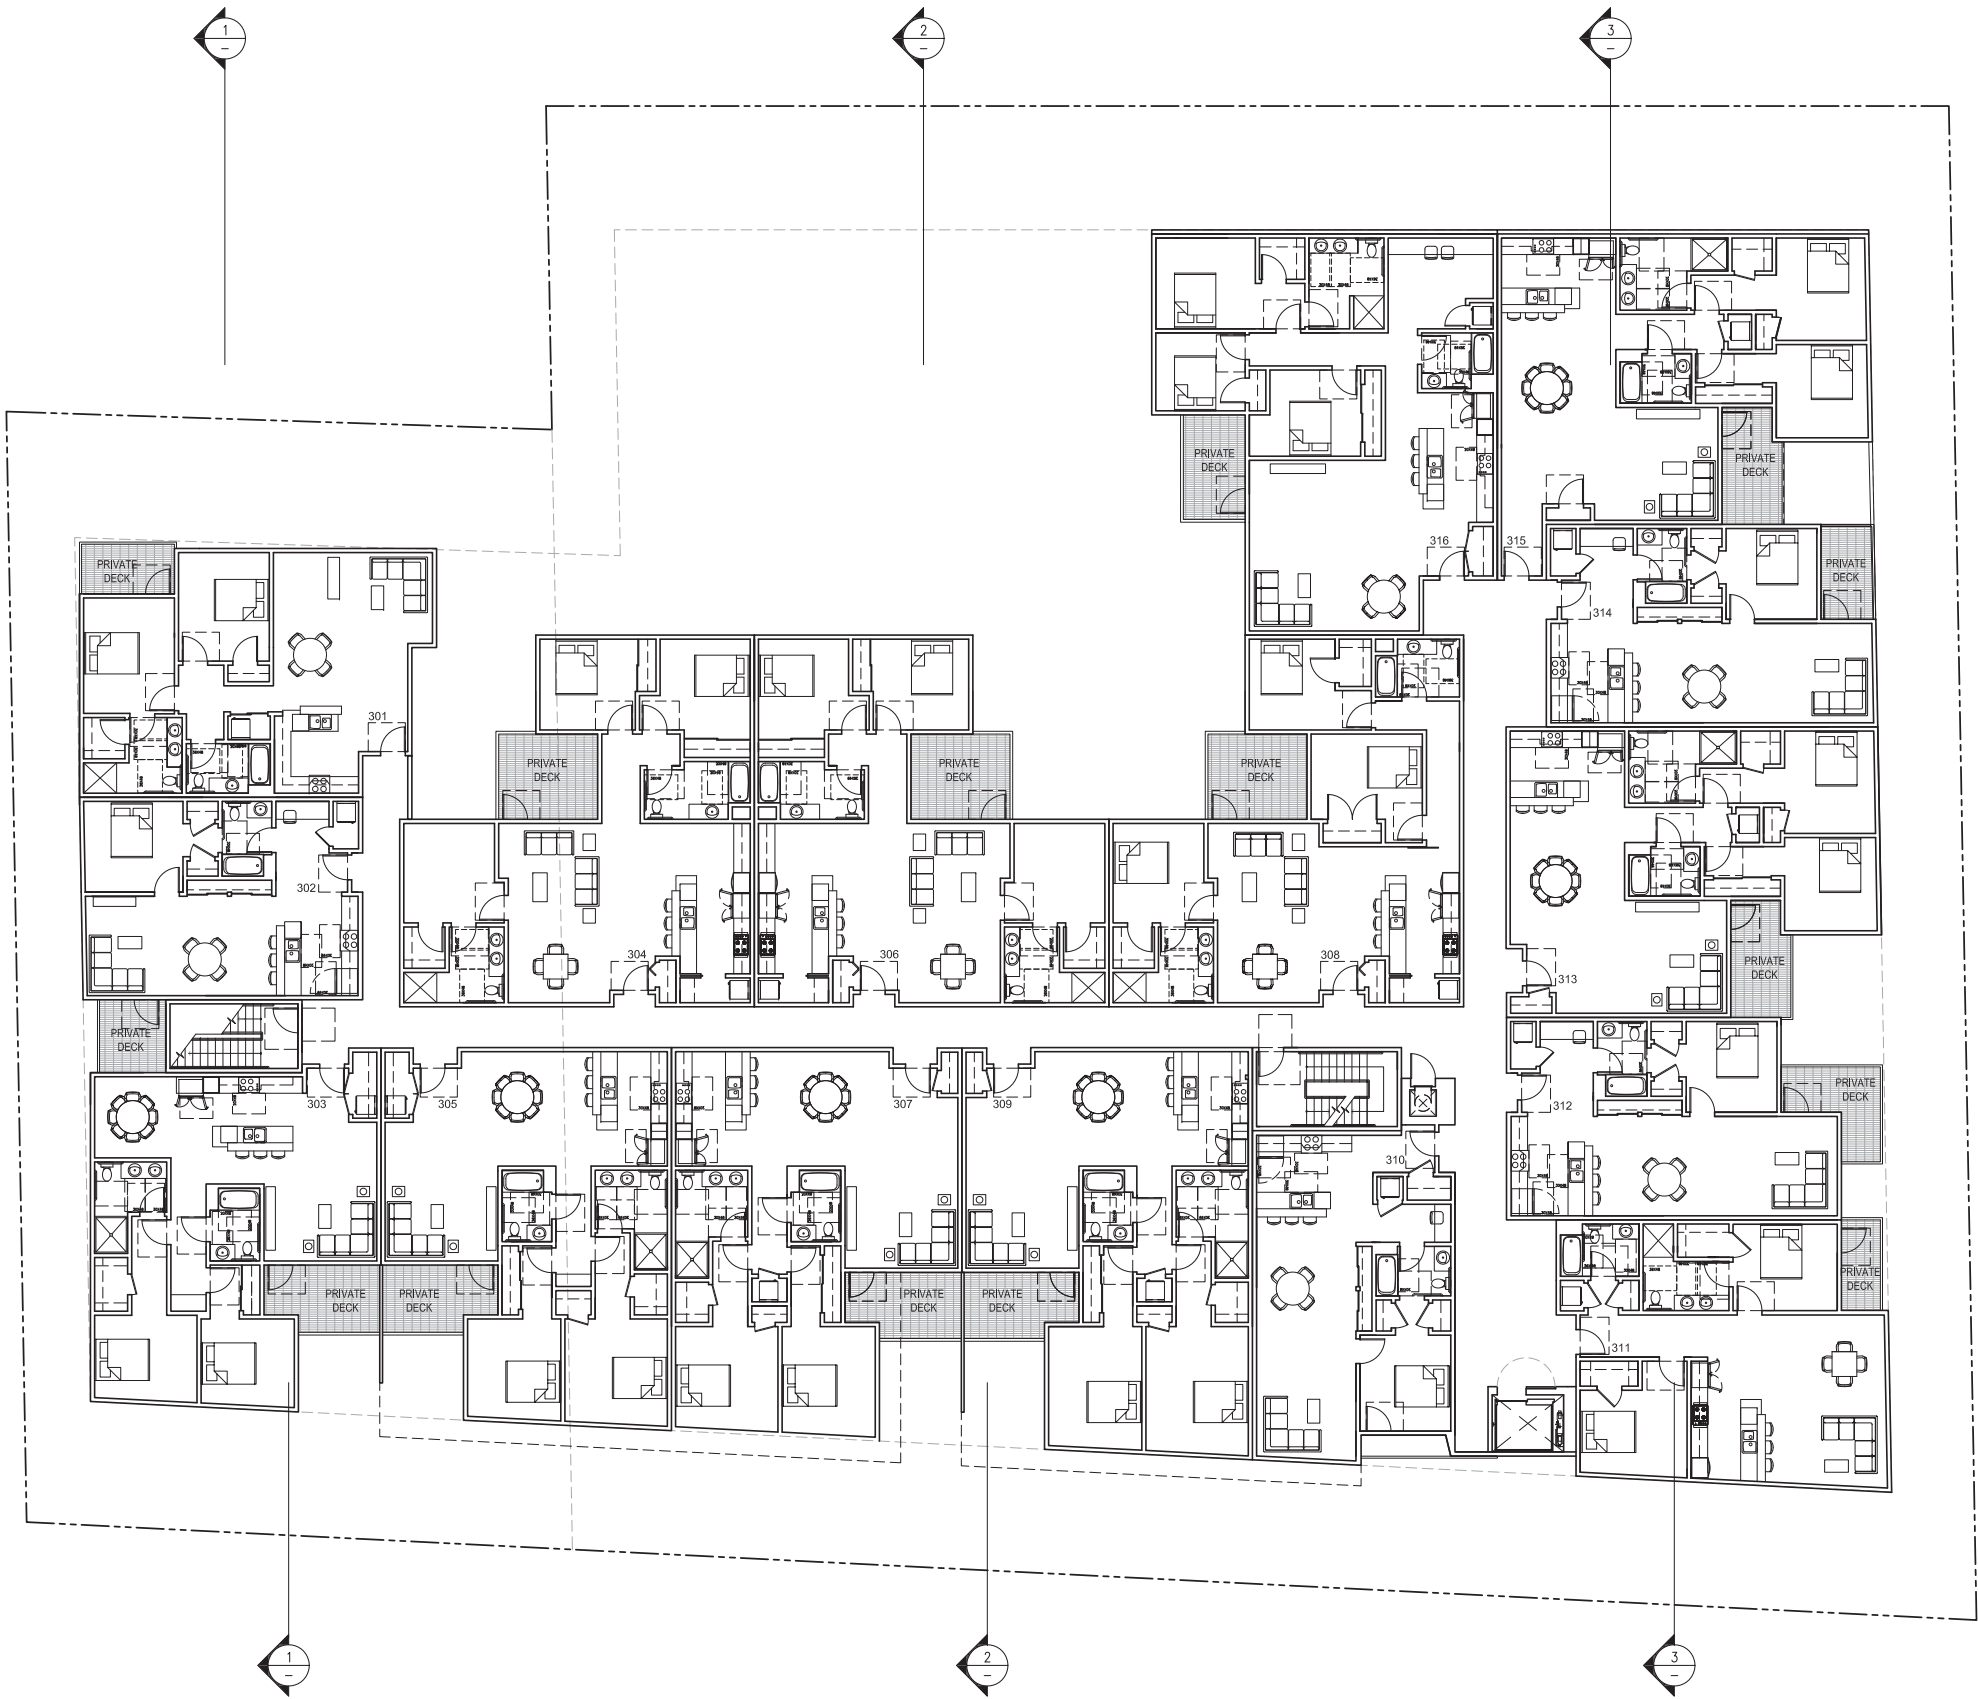 1
–
2
–
3
–
PRIVATE
DECK
PRIVATE
DECK
316
315
PRIVATE
DECK
PRIVATE
DECK
314
301
PRIVATE
DECK
PRIVATE
DECK
PRIVATE
DECK
302
304
306
308
PRIVATE
DECK
313
PRIVATE
DECK
303
305
307
309
312
PRIVATE
DECK
310
PRIVATE
DECK
PRIVATE
DECK
PRIVATE
DECK
PRIVATE
DECK
PRIVATE
DECK
311
1
–
2
–
3
–